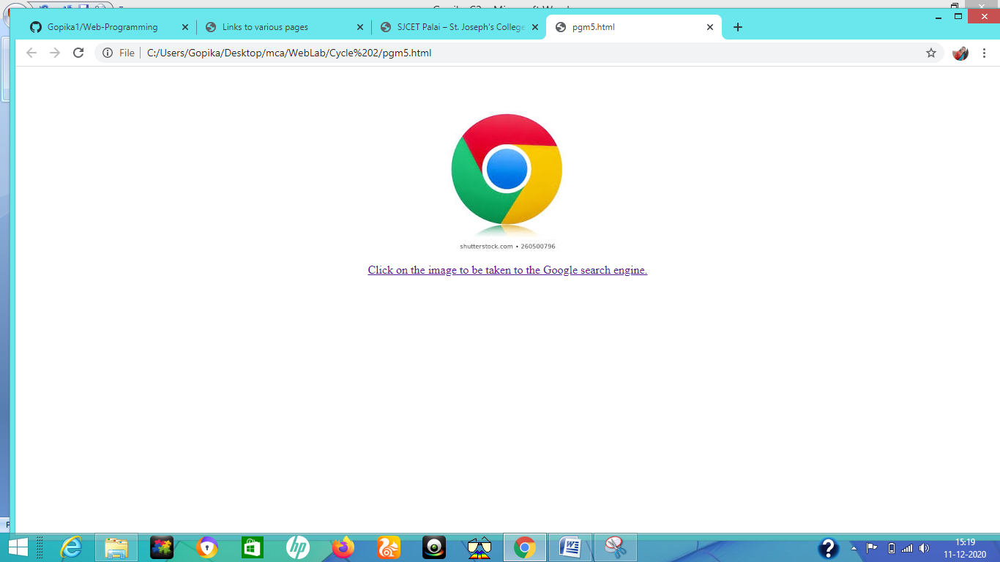 Gopika1/Web-Programming
Links to various pages
SJCET Palai – St. Joseph's College
pgm5.html
File
C:/Users/Gopika/Desktop/mca/WebLab/Cycle%202/pgm5.html
shutterstock.com • 260500796
Click on the image to be taken to the Google search engine.
hp
15:19
11-12-2020